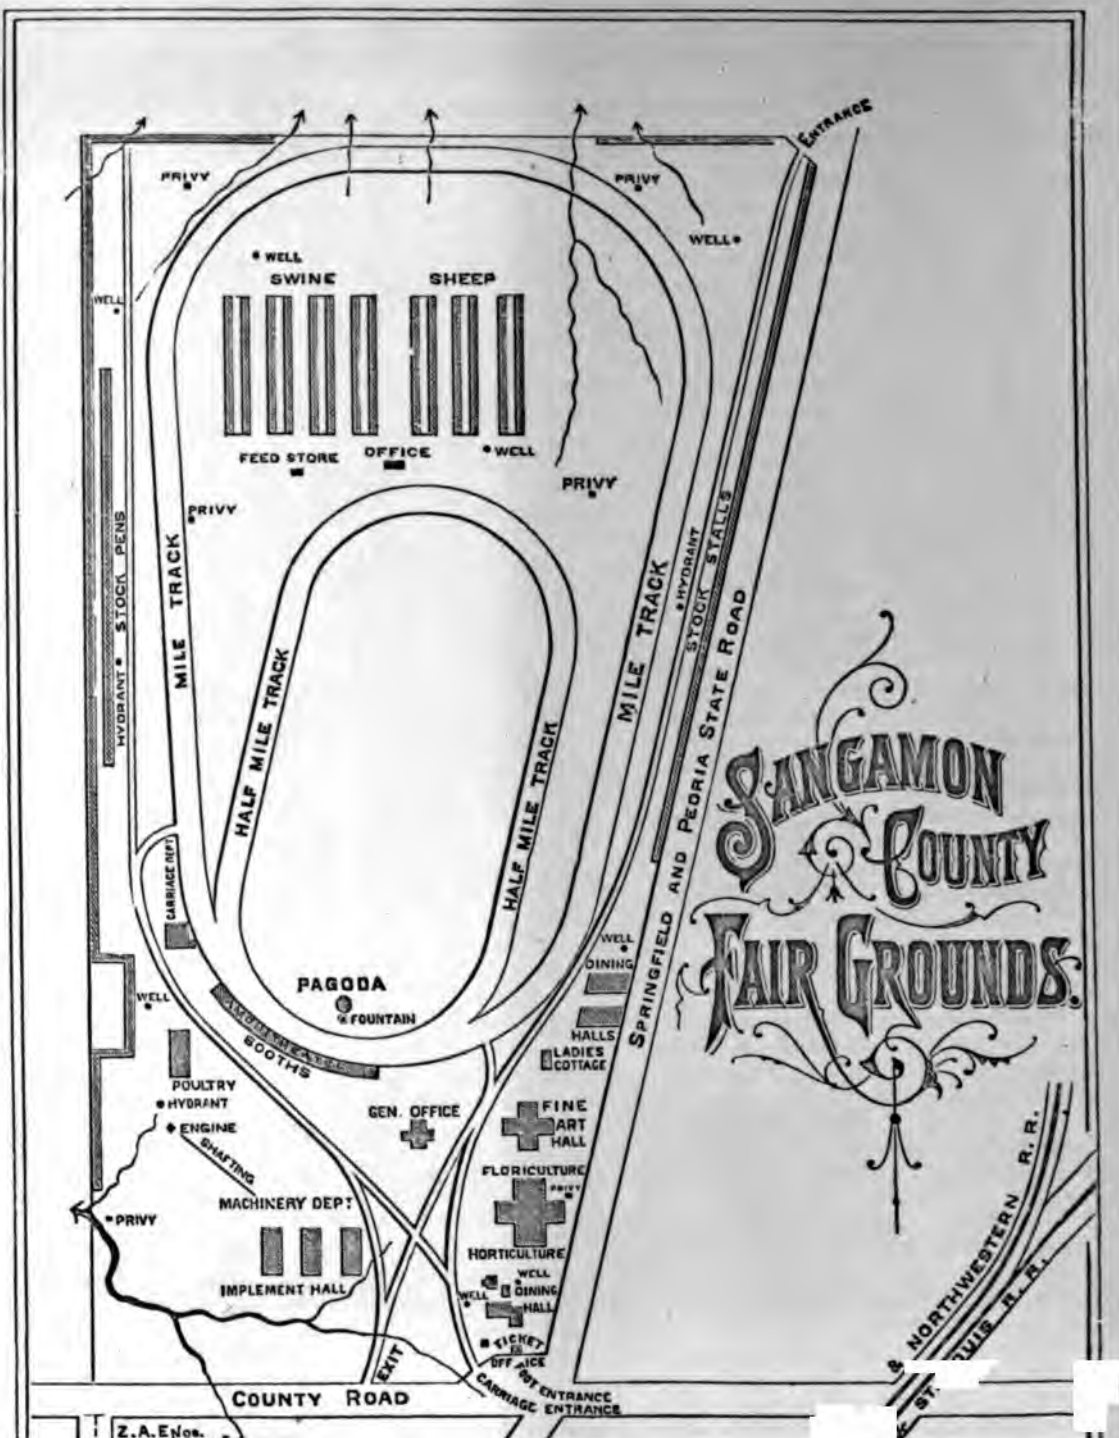 ENTRANCE
PRIVY
PRIVY
WELL
WELL
SWINE
SHEEP
WELL
FEED STORE
OFFICE
WELL
PRIVY
PRIVY
HYDRANT
STOCK PENS
MILE TRACK
HALF MILE TRACK
HALF MILE TRACK
MILE TRACK
HYDRANT
STOCK STALLS
SPRINGFIELD AND PEORIA STATE ROAD
SANGAMON
COUNTY
FAIR GROUNDS.
CARRIAGE DEPT
WELL
PAGODA
FOUNTAIN
AMPHITHEATER
BOOTHS
WELL
DINING
HALLS
LADIES
COTTAGE
POULTRY
HYDRANT
ENGINE
SHAFTING
GEN. OFFICE
FINE
ART
HALL
FLORICULTURE
PRIVY
HORTICULTURE
MACHINERY DEPT
PRIVY
IMPLEMENT HALL
WELL
WELL
DINING
HALL
TICKET
OFFICE
FOOT ENTRANCE
CARRIAGE ENTRANCE
EXIT
COUNTY ROAD
Z.A. ENOS.
& NORTHWESTERN R. R.
ST. R. R.